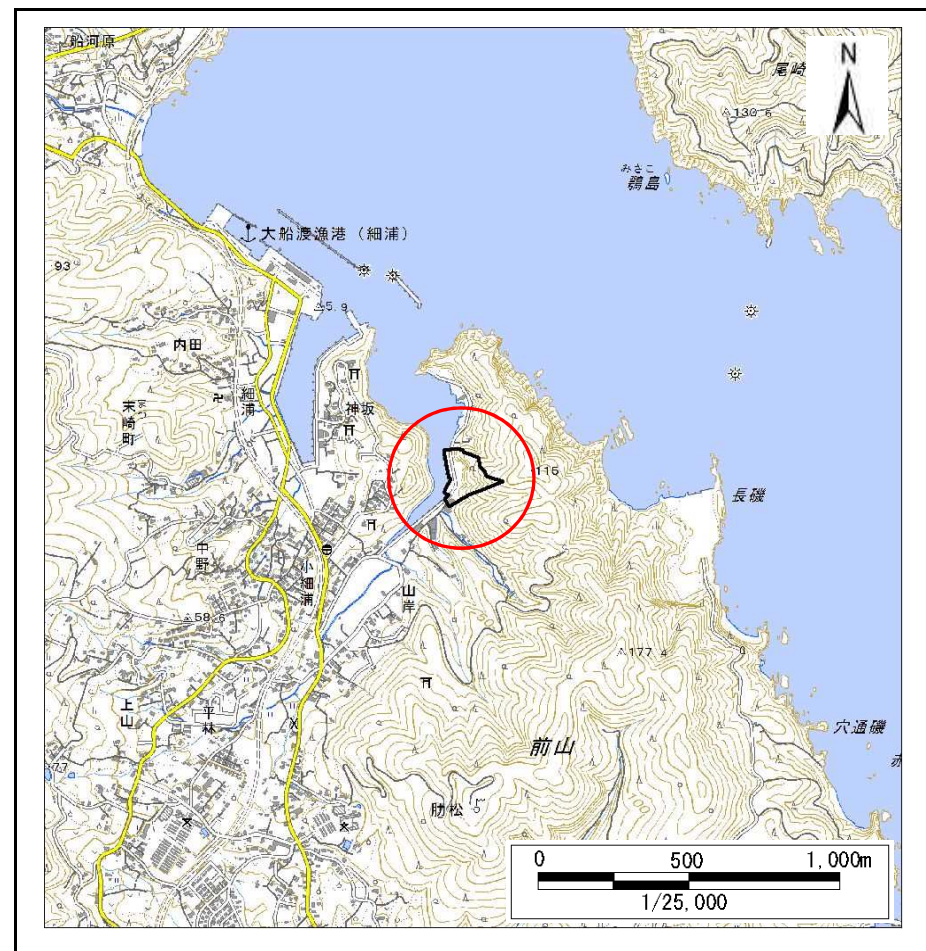 船河原
N
尾崎
130.6
みさご
鶚島
大船渡漁港(細浦)
93
5.9
内田
細浦
神坂
末崎町
115
長磯
中野
小細浦
山岸
58.6
177.4
上山
平林
穴通磯
前山
77
肋松
0 500 1,000m
1/25,000